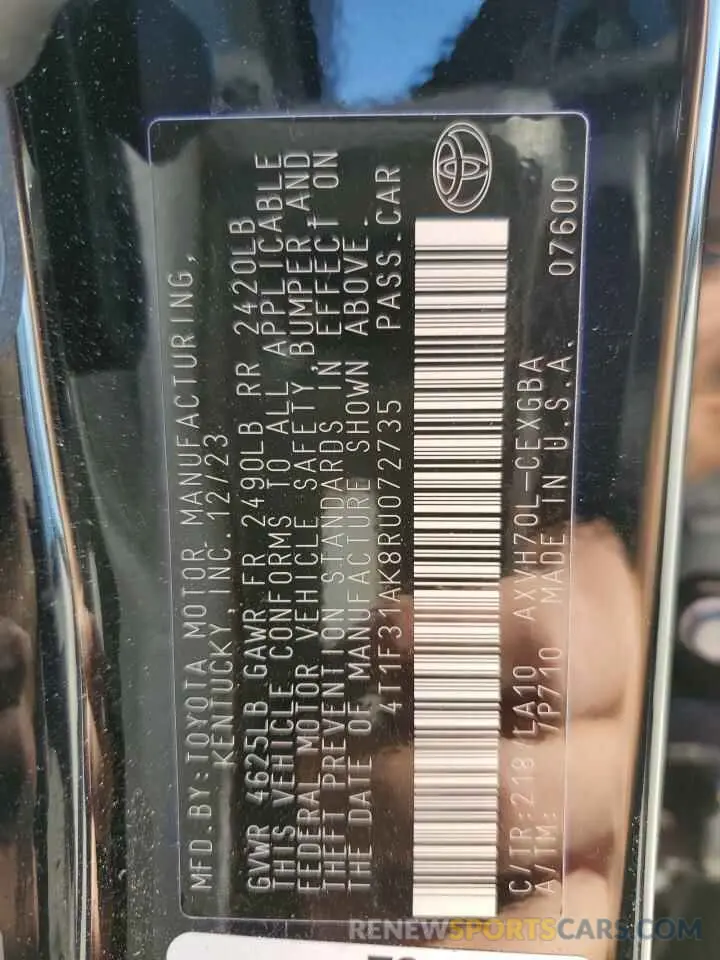 MFD.BY:TOYOTA MOTOR MANUFACTURING,
KENTUCKY, INC. 12/23
GVWR 4625LB GAWR FR 2490LB RR 2420LB
THIS VEHICLE CONFORMS TO ALL APPLICABLE
FEDERAL MOTOR VEHICLE SAFETY, BUMPER, AND
THEFT PREVENTION STANDARDS IN EFFECT ON
THE DATE OF MANUFACTURE SHOWN ABOVE.
4T1F31AK8RU072735 PASS.CAR
C/TR: 218/LA10 AXVH70L-CEXGBA
A/TM: /P710 MADE IN U.S.A. 07600
RENEWSPORTSCARS.COM